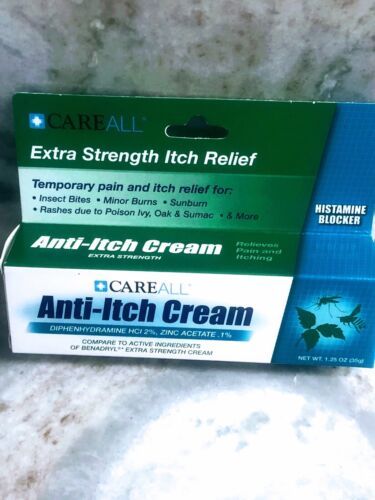 CAREALL®
Extra Strength Itch Relief
Temporary pain and itch relief for:
• Insect Bites • Minor Burns • Sunburn
• Rashes due to Poison Ivy, Oak & Sumac • & More
HISTAMINE
BLOCKER
Anti-Itch Cream
EXTRA STRENGTH
Relieves
Pain and
Itching
CAREALL®
Anti-Itch Cream
DIPHENHYDRAMINE HCl 2%, ZINC ACETATE .1%
COMPARE TO ACTIVE INGREDIENTS
OF BENADRYL®* EXTRA STRENGTH CREAM
NET WT. 1.25 OZ (35g)